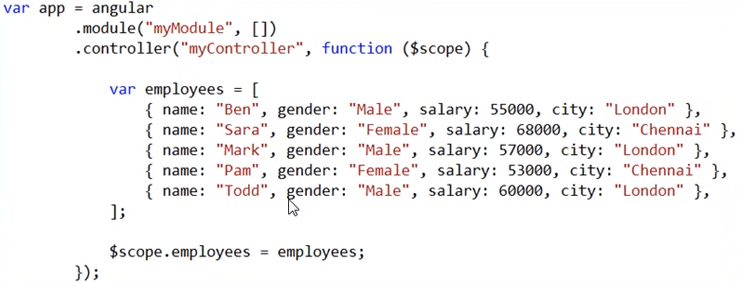 var app = angular
.module("myModule", [])
.controller("myController", function ($scope) {
var employees = [
{ name: "Ben", gender: "Male", salary: 55000, city: "London" },
{ name: "Sara", gender: "Female", salary: 68000, city: "Chennai" },
{ name: "Mark", gender: "Male", salary: 57000, city: "London" },
{ name: "Pam", gender: "Female", salary: 53000, city: "Chennai" },
{ name: "Todd", gender: "Male", salary: 60000, city: "London" },
];
$scope.employees = employees;
});